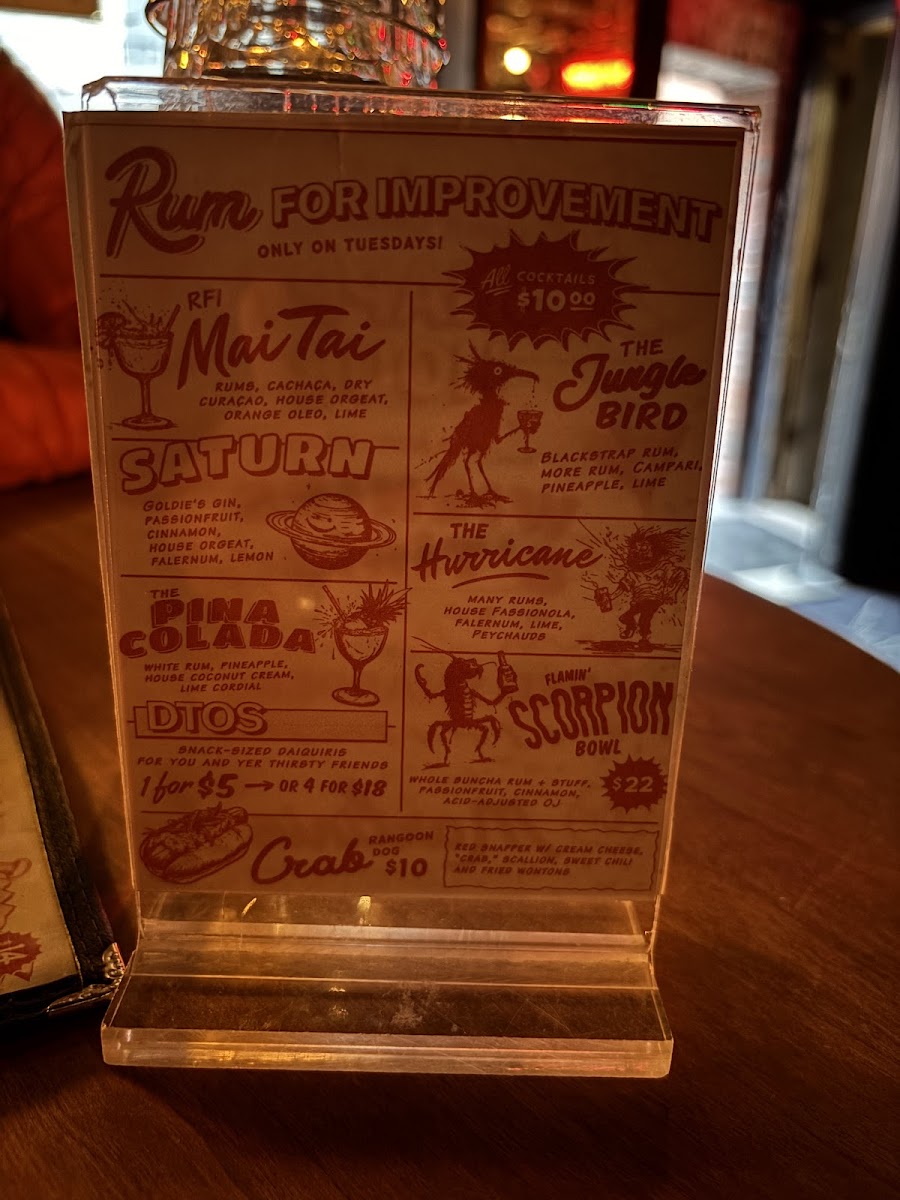 Rum FOR IMPROVEMENT
ONLY ON TUESDAYS!
All COCKTAILS
$10.00
RFI
Mai Tai
RUMS, CACHAÇA, DRY
CURAÇAO, HOUSE ORGEAT,
ORANGE OLEO, LIME
SATURN
GOLDIE'S GIN,
PASSIONFRUIT,
CINNAMON,
HOUSE ORGEAT,
FALERNUM, LEMON
THE
PINA
COLADA
WHITE RUM, PINEAPPLE,
HOUSE COCONUT CREAM,
LIME CORDIAL
DTOS
SNACK-SIZED DAIQUIRIS
FOR YOU AND YER THIRSTY FRIENDS
1 for $5 → OR 4 FOR $18
THE
Jungle
BIRD
BLACKSTRAP RUM,
MORE RUM, CAMPARI,
PINEAPPLE, LIME
THE
Hurricane
MANY RUMS,
HOUSE FASSIONOLA,
FALERNUM, LIME,
PEYCHAUDS
FLAMIN'
SCORPION
BOWL
WHOLE BUNCHA RUM + STUFF,
PASSIONFRUIT, CINNAMON,
ACID-ADJUSTED OJ
$22
Crab RANGOON
DOG
$10
RED SNAPPER W/ CREAM CHEESE,
"CRAB," SCALLION, SWEET CHILI
AND FRIED WONTONS